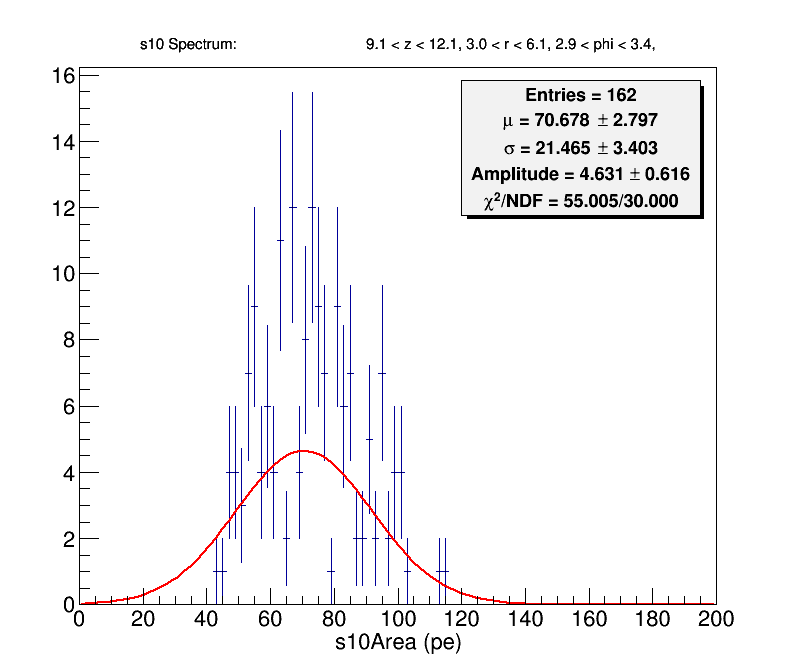 s10 Spectrum: 9.1 < z < 12.1, 3.0 < r < 6.1, 2.9 < phi < 3.4,
Entries = 162
μ = 70.678 ± 2.797
σ = 21.465 ± 3.403
Amplitude = 4.631 ± 0.616
χ²/NDF = 55.005/30.000
16
14
12
10
8
6
4
2
0
0 20 40 60 80 100 120 140 160 180 200
s10Area (pe)